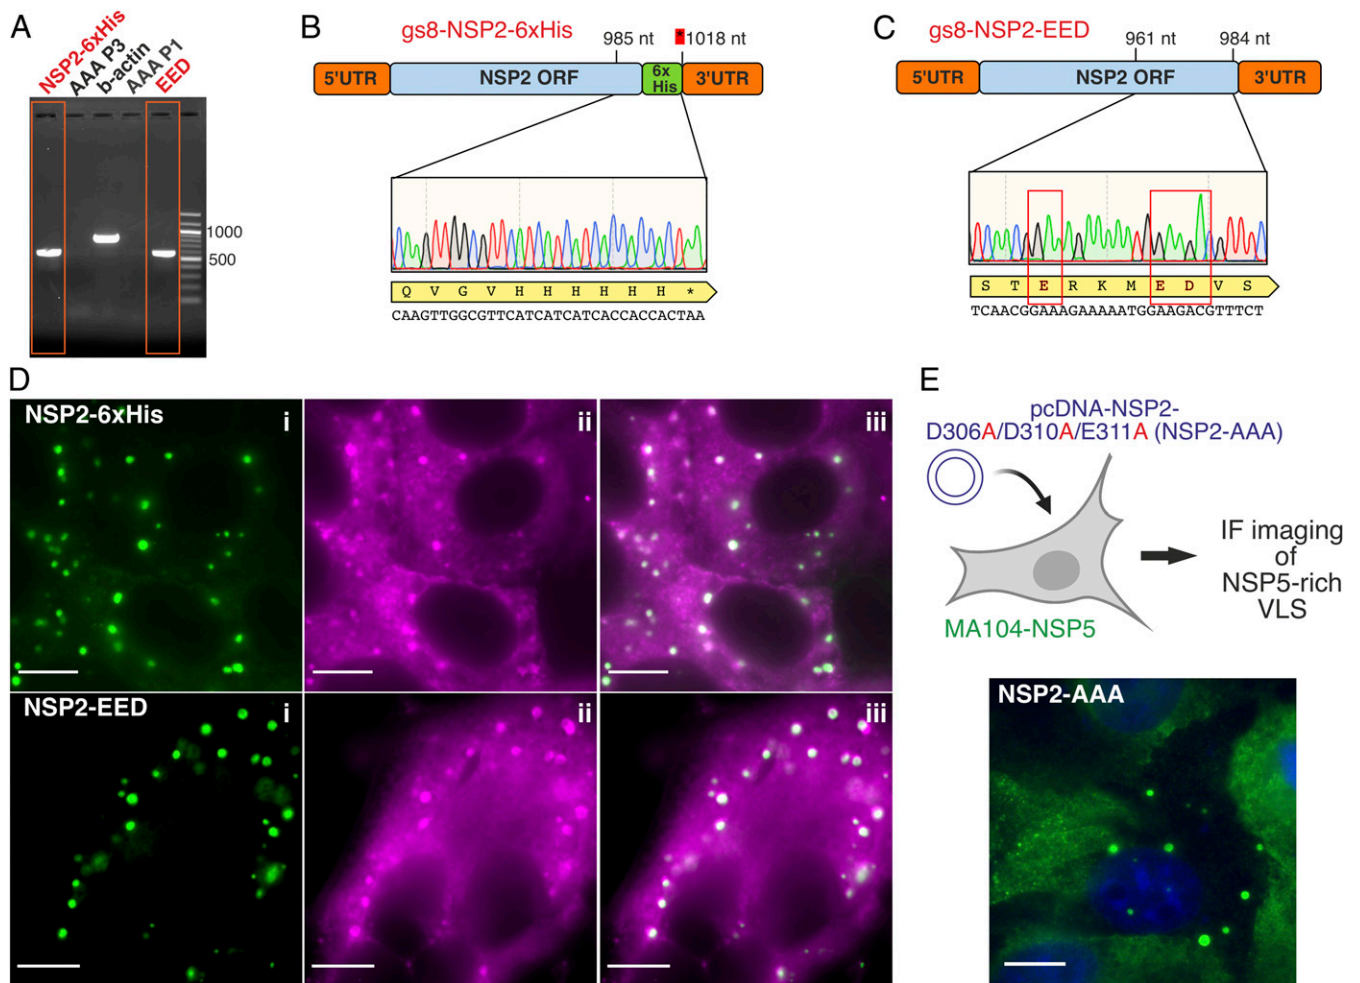 A
NSP2-6xHis
AAA P3
b-actin
AAA P1
EED
1000
500
B
gs8-NSP2-6xHis
985 nt
* 1018 nt
5'UTR
NSP2 ORF
6x
His
3'UTR
Q V G V H H H H H H *
CAAGTTGGCGTTCATCATCATCACCACCACTAA
C
gs8-NSP2-EED
961 nt
984 nt
5'UTR
NSP2 ORF
3'UTR
S T E R K M E D V S
TCAACGGAAAGAAAAATGGAAGACGTTTCT
D
NSP2-6xHis
i
ii
iii
NSP2-EED
i
ii
iii
E
pcDNA-NSP2-
D306A/D310A/E311A (NSP2-AAA)
MA104-NSP5
IF imaging
of
NSP5-rich
VLS
NSP2-AAA